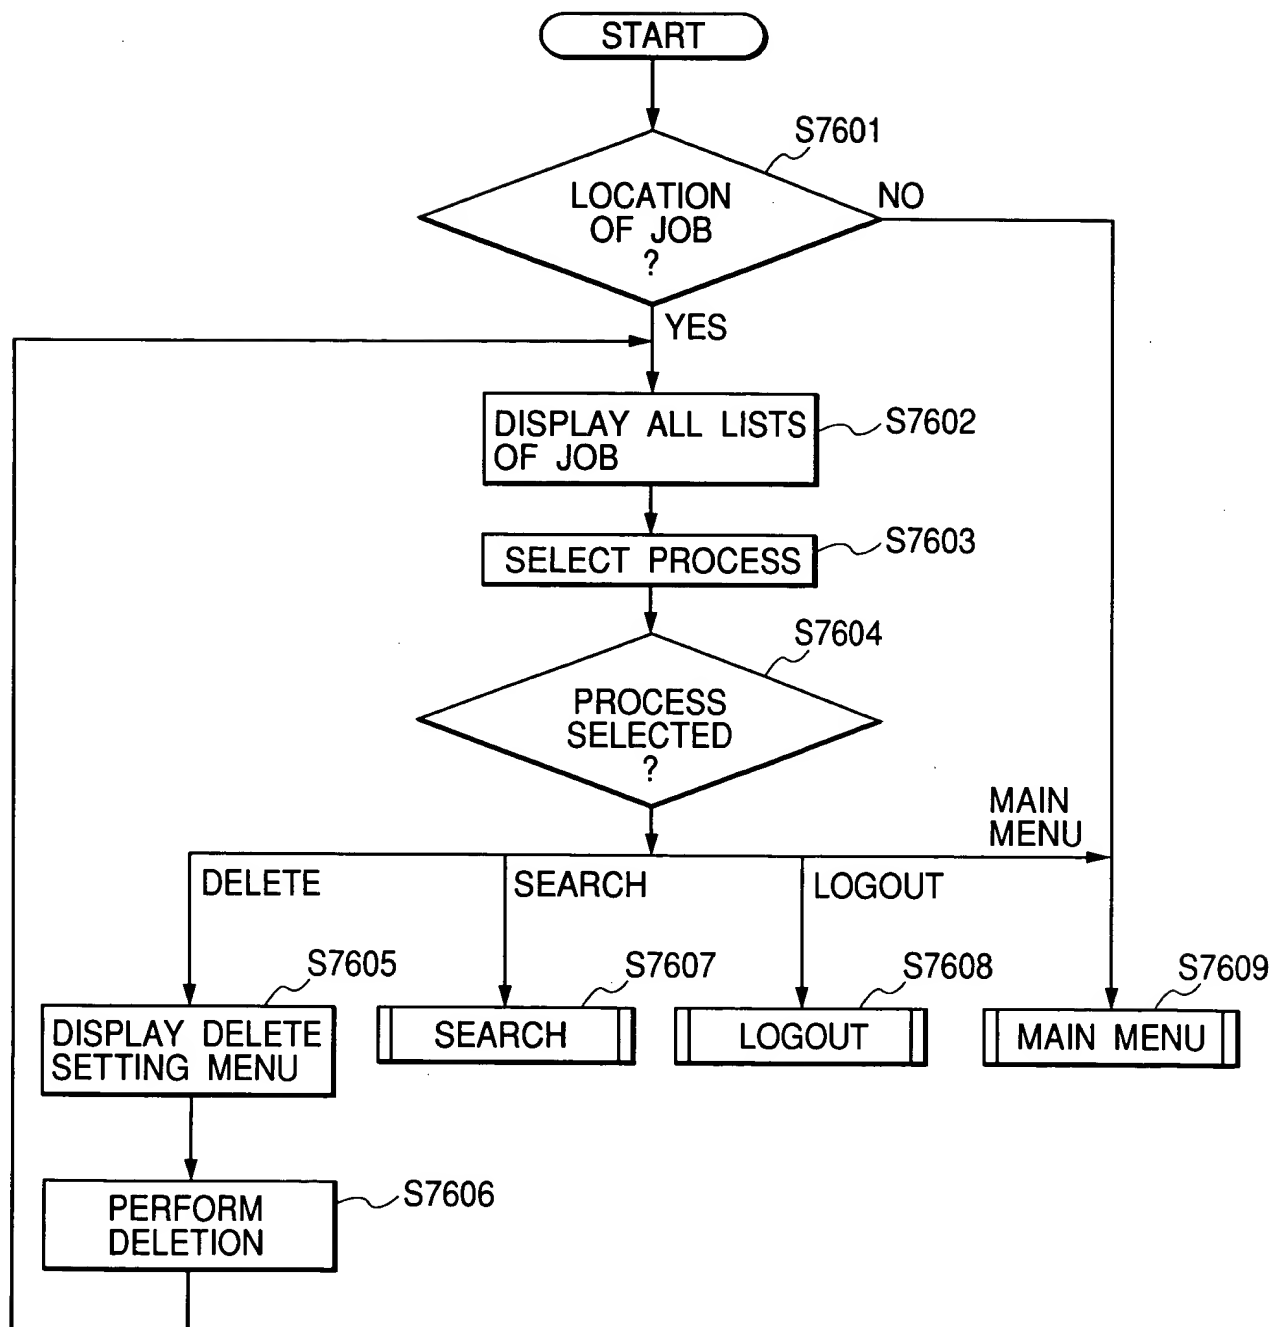 START
S7601
LOCATION
OF JOB
?
NO
YES
DISPLAY ALL LISTS
OF JOB
S7602
SELECT PROCESS
S7603
S7604
PROCESS
SELECTED
?
MAIN
MENU
DELETE
SEARCH
LOGOUT
S7605
S7607
S7608
S7609
DISPLAY DELETE
SETTING MENU
SEARCH
LOGOUT
MAIN MENU
S7606
PERFORM
DELETION